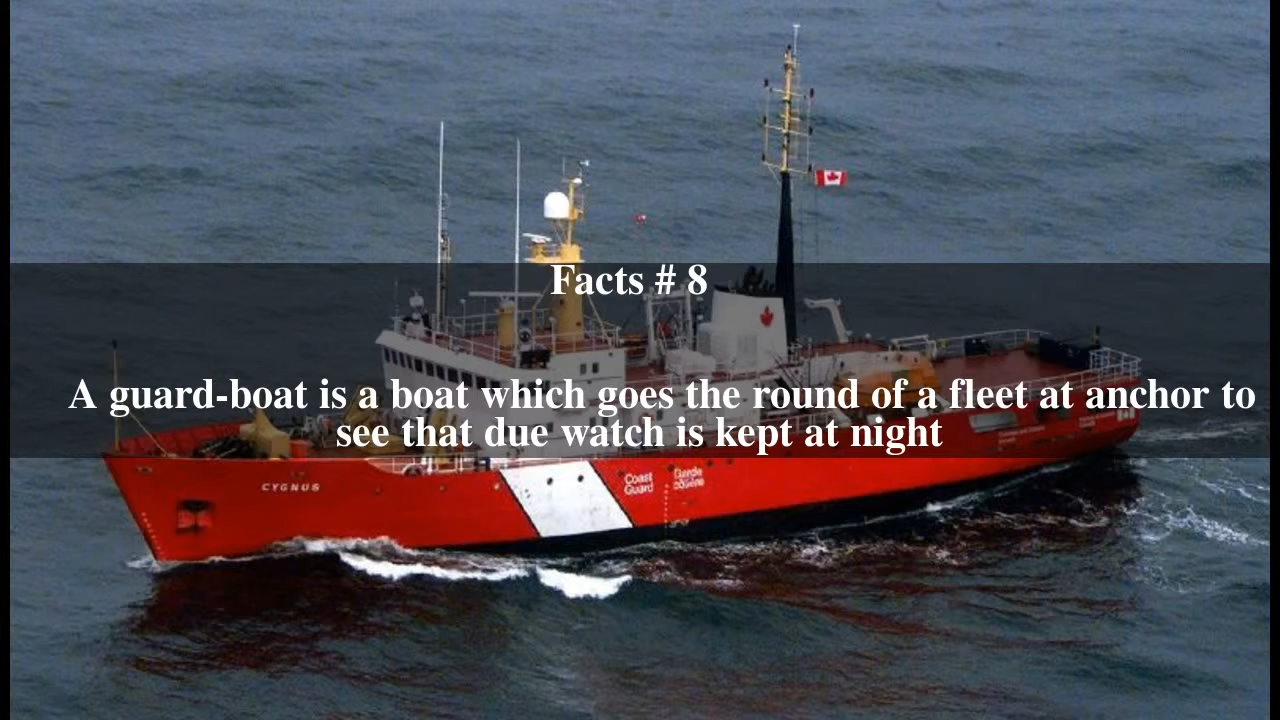 Facts # 8
A guard-boat is a boat which goes the round of a fleet at anchor to
see that due watch is kept at night
CYGNUS
Coast
Guard
Garde
côtière